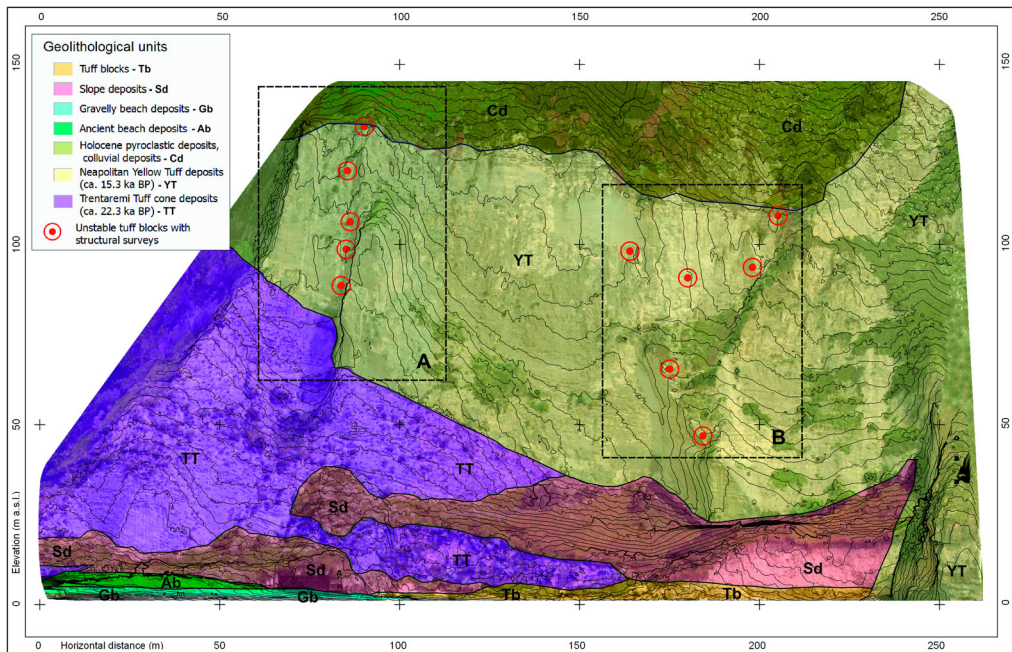 0 50 100 150 200 250
Geolithological units
Tuff blocks - Tb
Slope deposits - Sd
Gravelly beach deposits - Gb
Ancient beach deposits - Ab
Holocene pyroclastic deposits,
colluvial deposits - Cd
Neapolitan Yellow Tuff deposits
(ca. 15.3 ka BP) - YT
Trentaremi Tuff cone deposits
(ca. 22.3 ka BP) - TT
Unstable tuff blocks with
structural surveys
150
150
Cd
Cd
YT
100
100
YT
A
B
50
50
TT
TT
Sd
Sd
TT
Sd
Sd
YT
Ab
Gb
Gb
Tb
Tb
Elevation (m a.s.l.)
0
0
0 Horizontal distance (m) 50 100 150 200 250